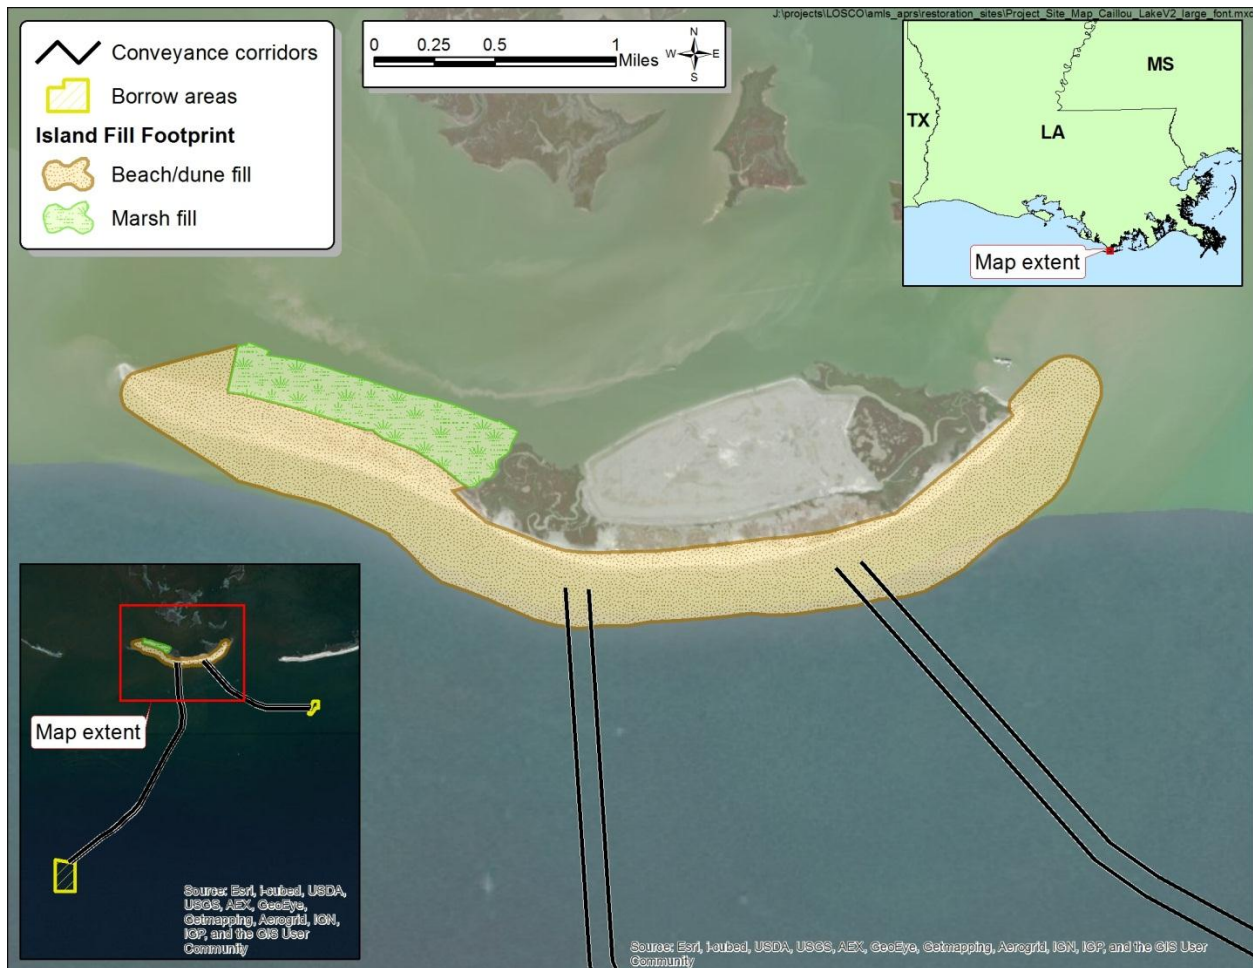 J:\projects\LOSCO\amls_aprs\restoration_sites\Project_Site_Map_Caillou_LakeV2_large_font.mxd
Conveyance corridors
Borrow areas
Island Fill Footprint
Beach/dune fill
Marsh fill
0 0.25 0.5 1
Miles
N
W E
S
MS
TX
LA
Map extent
Map extent
Source: Esri, i-cubed, USDA,
USGS, AEX, GeoEye,
Getmapping, Aerogrid, IGN,
IGP, and the GIS User
Community
Source: Esri, i-cubed, USDA, USGS, AEX, GeoEye, Getmapping, Aerogrid, IGN, IGP, and the GIS User
Community